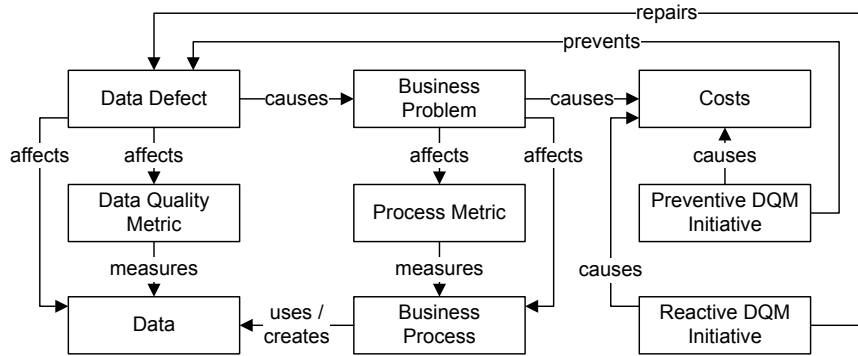 repairs
prevents
Data Defect
causes
Business
Problem
causes
Costs
affects
affects
affects
affects
causes
Data Quality
Metric
Process Metric
Preventive DQM
Initiative
measures
measures
causes
Data
uses /
creates
Business
Process
Reactive DQM
Initiative